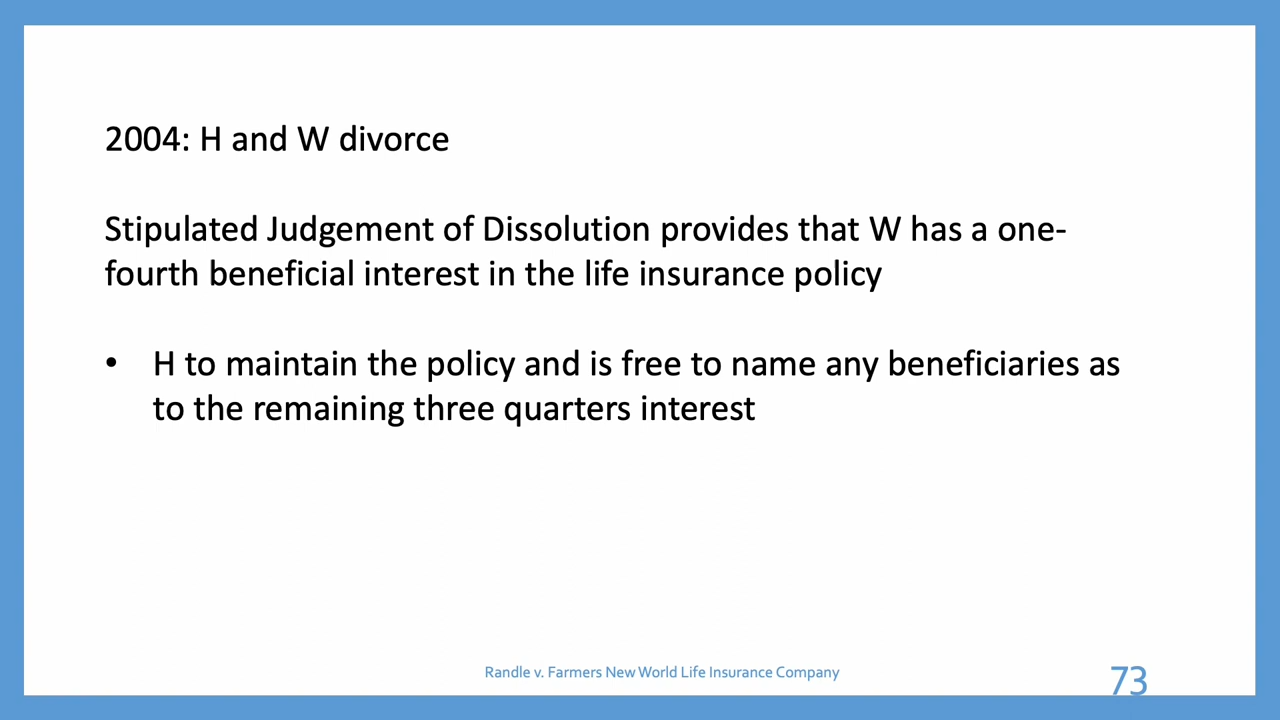 2004: H and W divorce
Stipulated Judgement of Dissolution provides that W has a one-
fourth beneficial interest in the life insurance policy
• H to maintain the policy and is free to name any beneficiaries as
to the remaining three quarters interest
Randle v. Farmers New World Life Insurance Company
73